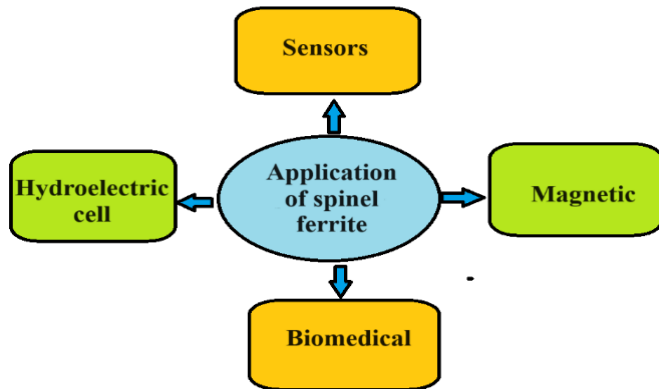 Sensors
Hydroelectric
cell
Application
of spinel
ferrite
Magnetic
Biomedical